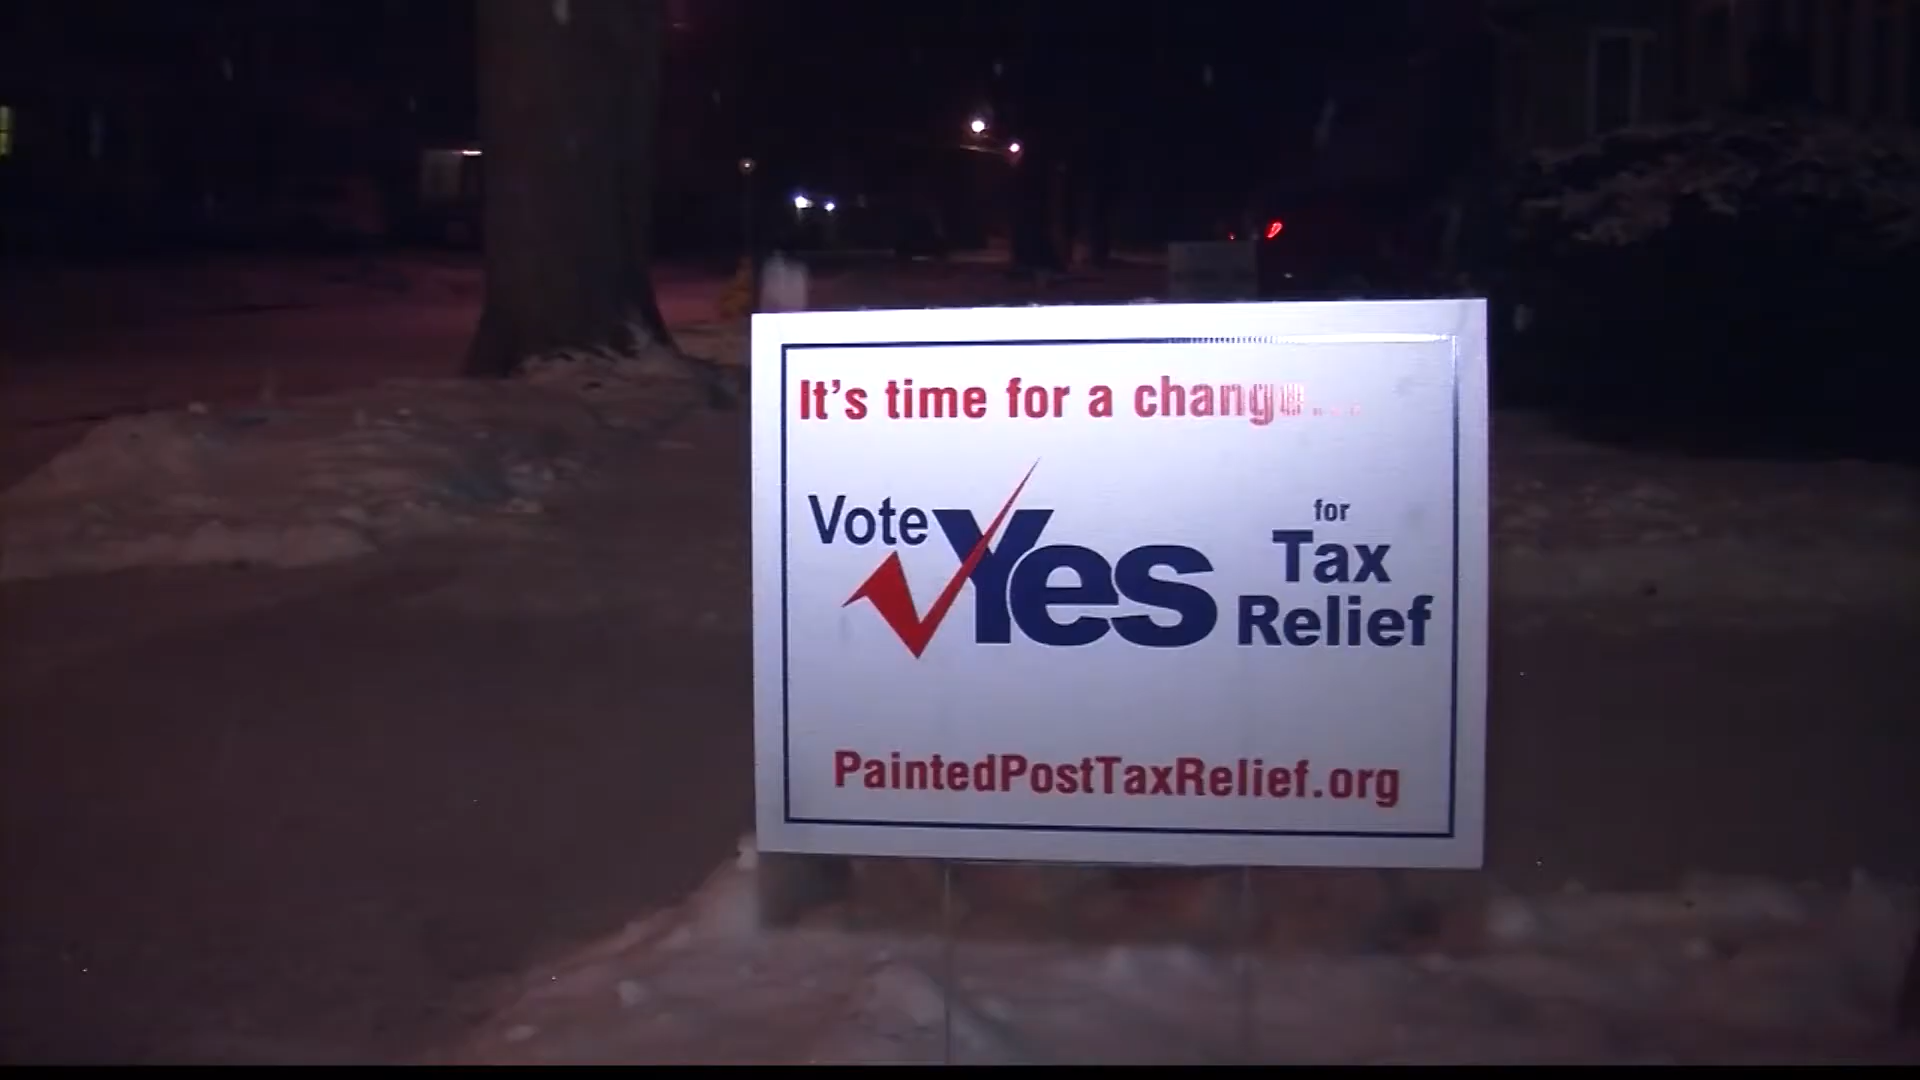 It's time for a change...
Vote Yes for Tax Relief
PaintedPostTaxRelief.org